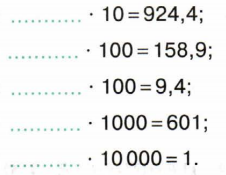 ............ · 10 = 924,4;
............ · 100 = 158,9;
............ · 100 = 9,4;
............ · 1000 = 601;
............ · 10 000 = 1.